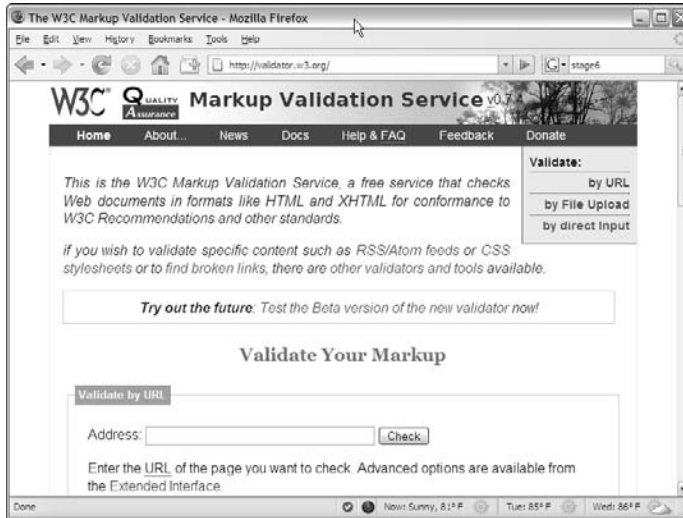 The W3C Markup Validation Service - Mozilla Firefox
File Edit View History Bookmarks Tools Help
http://validator.w3.org/ G stage6
W3C® QUALITY Assurance Markup Validation Service v0.7
Home About... News Docs Help & FAQ Feedback Donate
Validate:
by URL
by File Upload
by direct Input
This is the W3C Markup Validation Service, a free service that checks
Web documents in formats like HTML and XHTML for conformance to
W3C Recommendations and other standards.
if you wish to validate specific content such as RSS/Atom feeds or CSS
stylesheets or to find broken links, there are other validators and tools available.
Try out the future: Test the Beta version of the new validator now!
Validate Your Markup
Validate by URL
Address: Check
Enter the URL of the page you want to check. Advanced options are available from
the Extended Interface.
Done Now: Sunny, 81° F Tue: 85° F Wed: 86° F